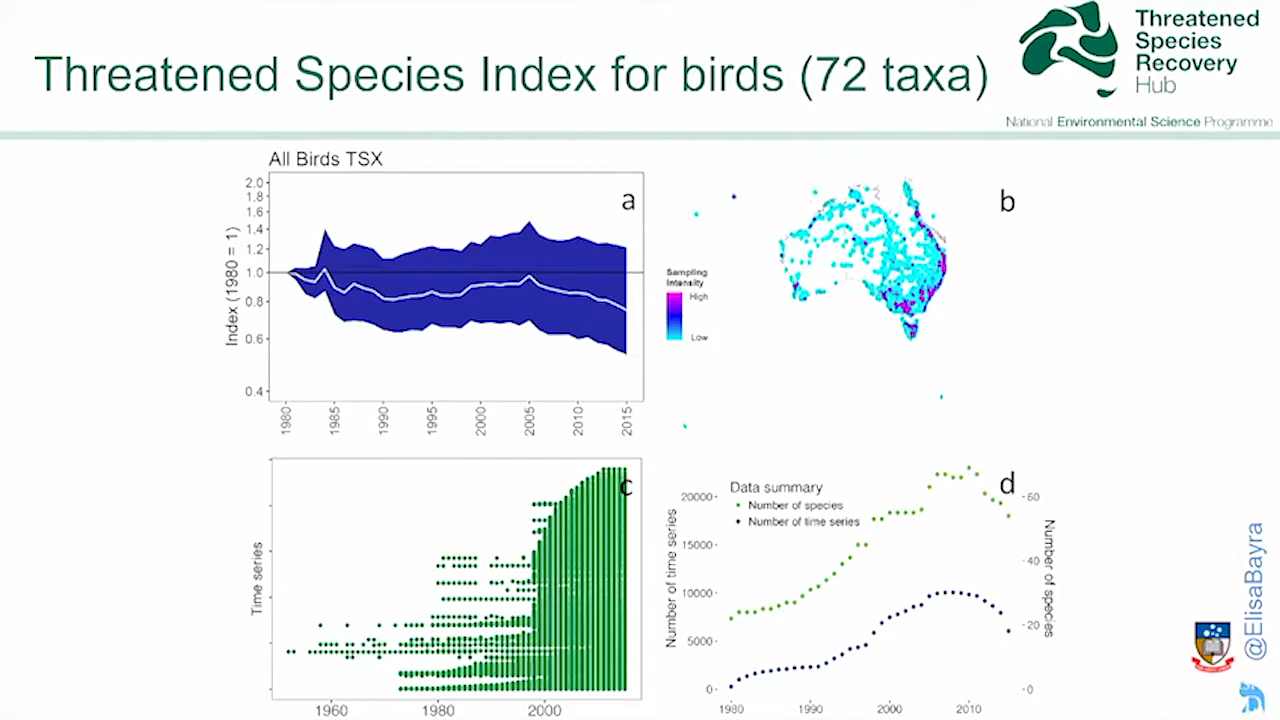 Threatened Species Index for birds (72 taxa)
Threatened
Species
Recovery
Hub
National Environmental Science Programme
All Birds TSX
a
Index (1980 = 1)
2.0
1.8
1.6
1.4
1.2
1.0
0.8
0.6
0.4
1980
1985
1990
1995
2000
2005
2010
2015
b
Sampling
Intensity
High
Low
c
Time series
1960
1980
2000
d
Data summary
Number of species
Number of time series
Number of time series
20000
15000
10000
5000
0
Number of species
60
40
20
0
1980
1990
2000
2010
@ElisaBayra